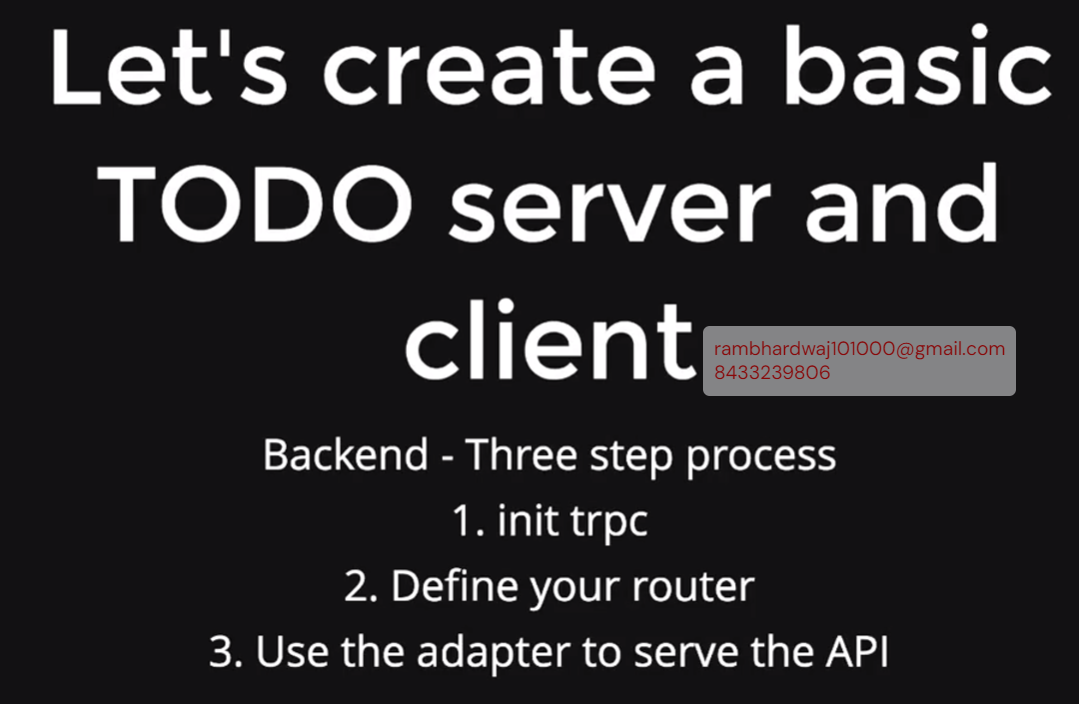 Let's create a basic
TODO server and
client
rambhardwaj101000@gmail.com
8433239806
Backend - Three step process
1. init trpc
2. Define your router
3. Use the adapter to serve the API